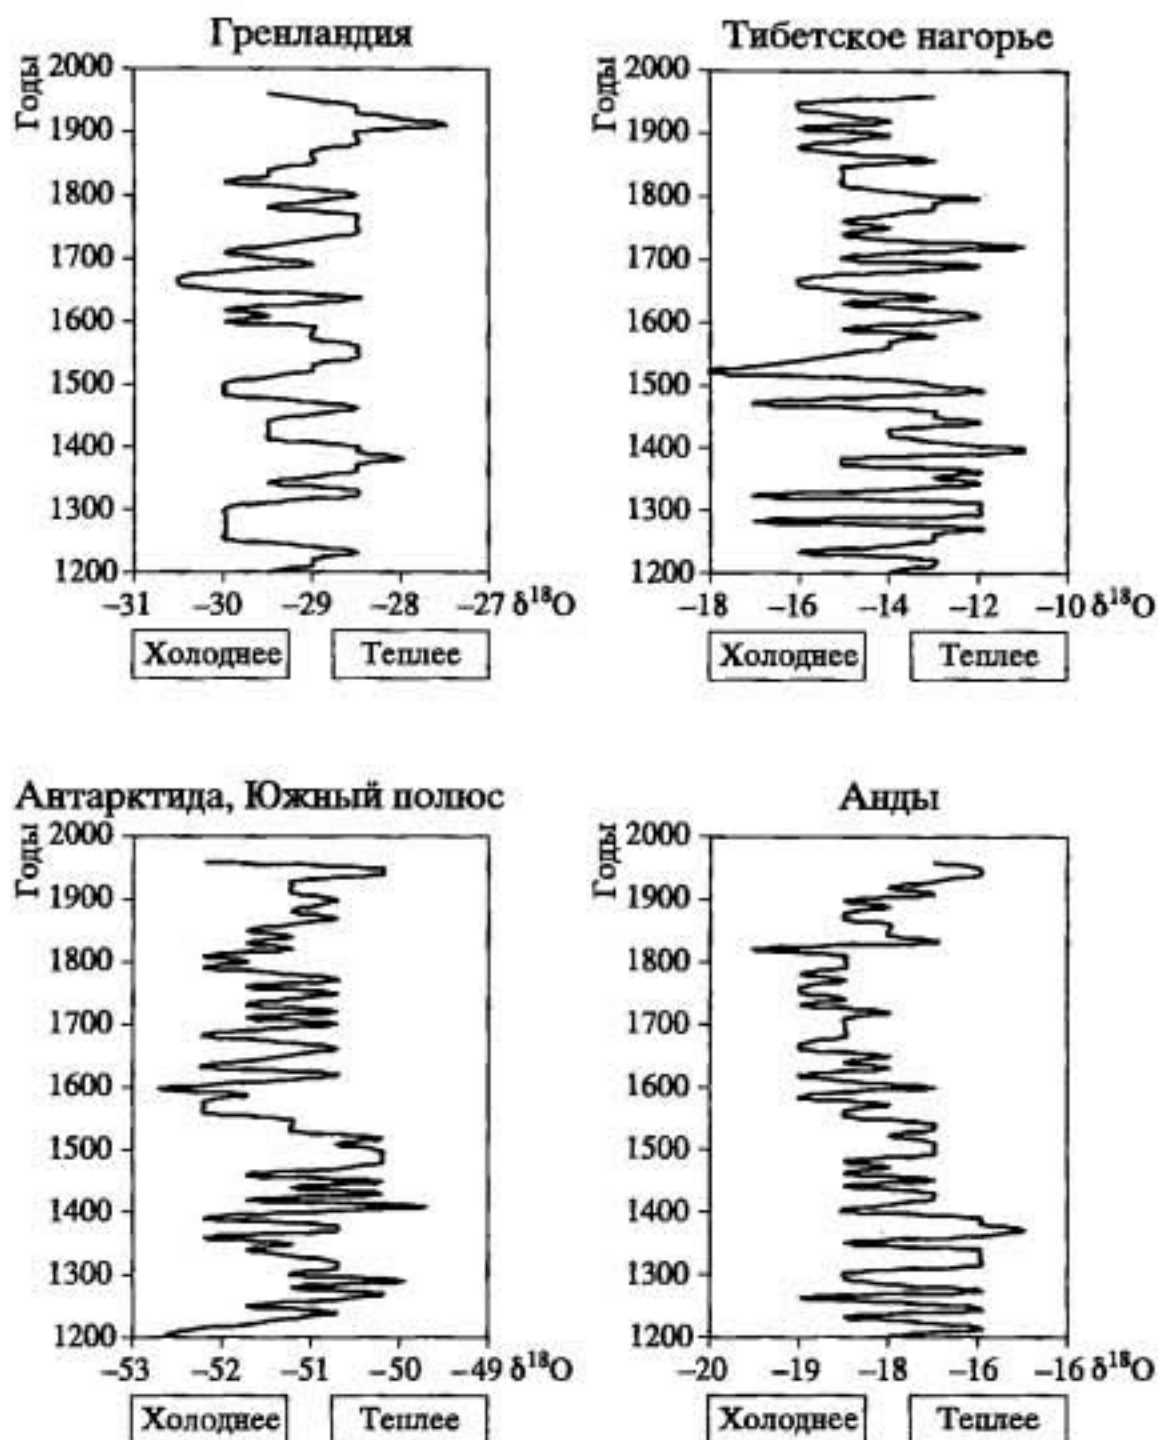 Гренландия
Годы
2000
1900
1800
1700
1600
1500
1400
1300
1200
−31 −30 −29 −28 −27 δ¹⁸O
Холоднее Теплее
Тибетское нагорье
Годы
2000
1900
1800
1700
1600
1500
1400
1300
1200
−18 −16 −14 −12 −10 δ¹⁸O
Холоднее Теплее
Антарктида, Южный полюс
Годы
2000
1900
1800
1700
1600
1500
1400
1300
1200
−53 −52 −51 −50 −49 δ¹⁸O
Холоднее Теплее
Анды
Годы
2000
1900
1800
1700
1600
1500
1400
1300
1200
−20 −19 −18 −16 −16 δ¹⁸O
Холоднее Теплее